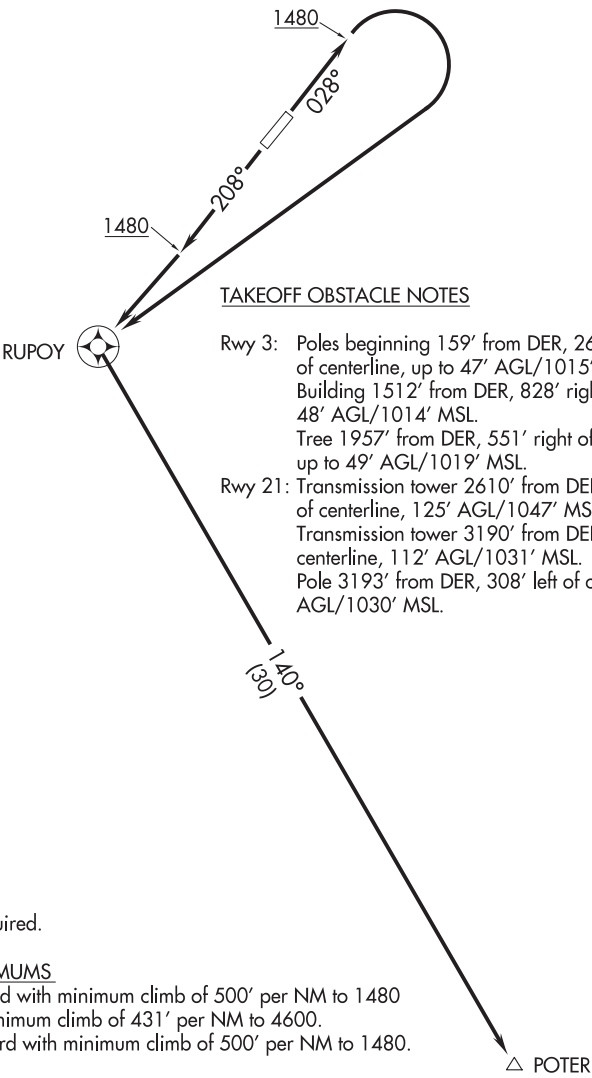 1480
028°
208°
1480
TAKEOFF OBSTACLE NOTES
RUPOY
Rwy 3: Poles beginning 159′ from DER, 26
of centerline, up to 47′ AGL/1015′
Building 1512′ from DER, 828′ righ
48′ AGL/1014′ MSL.
Tree 1957′ from DER, 551′ right of
up to 49′ AGL/1019′ MSL.
Rwy 21: Transmission tower 2610′ from DER
of centerline, 125′ AGL/1047′ MS
Transmission tower 3190′ from DER
centerline, 112′ AGL/1031′ MSL.
Pole 3193′ from DER, 308′ left of c
AGL/1030′ MSL.
140°
(30)
uired.
MUMS
rd with minimum climb of 500′ per NM to 1480
nimum climb of 431′ per NM to 4600.
ard with minimum climb of 500′ per NM to 1480.
POTER